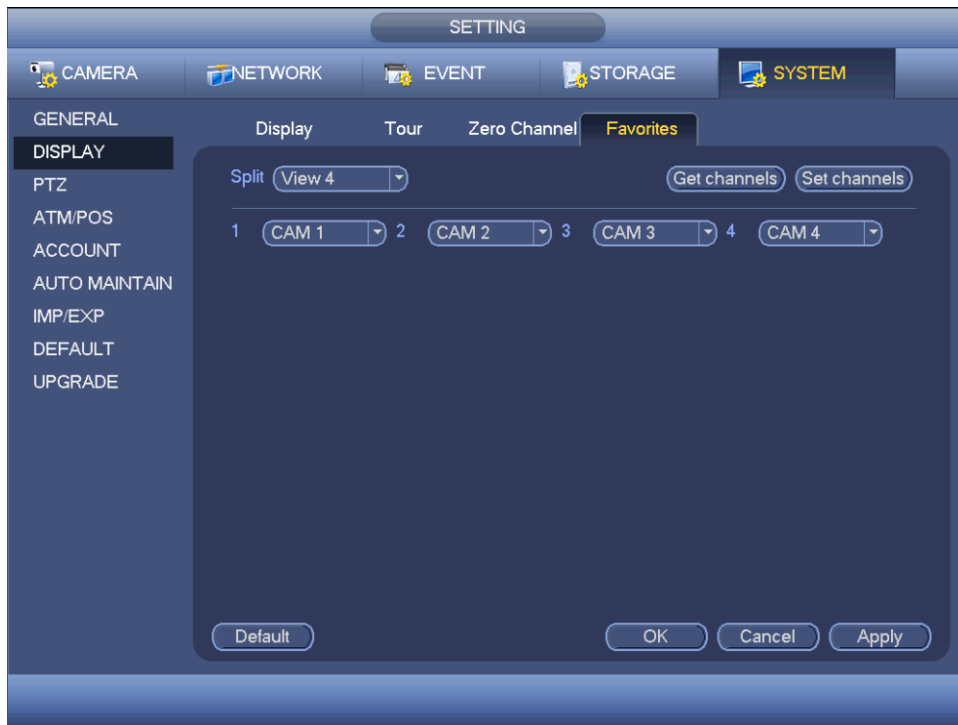 SETTING
CAMERA NETWORK EVENT STORAGE SYSTEM
GENERAL
DISPLAY
PTZ
ATM/POS
ACCOUNT
AUTO MAINTAIN
IMP/EXP
DEFAULT
UPGRADE
Display Tour Zero Channel Favorites
Split View 4 Get channels Set channels
1 CAM 1 2 CAM 2 3 CAM 3 4 CAM 4
Default OK Cancel Apply